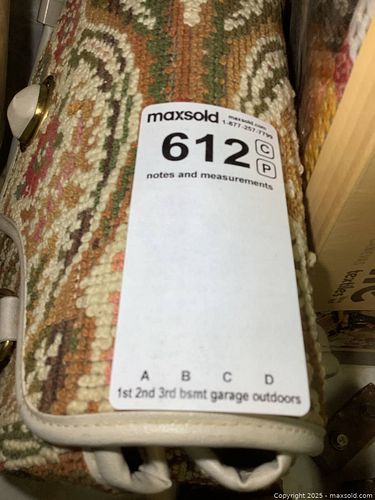 maxsold maxsold.com
1-877-257-7799
612 C
P
notes and measurements
A B C D
1st 2nd 3rd bsmt garage outdoors
Copyright 2025 - maxsold.com